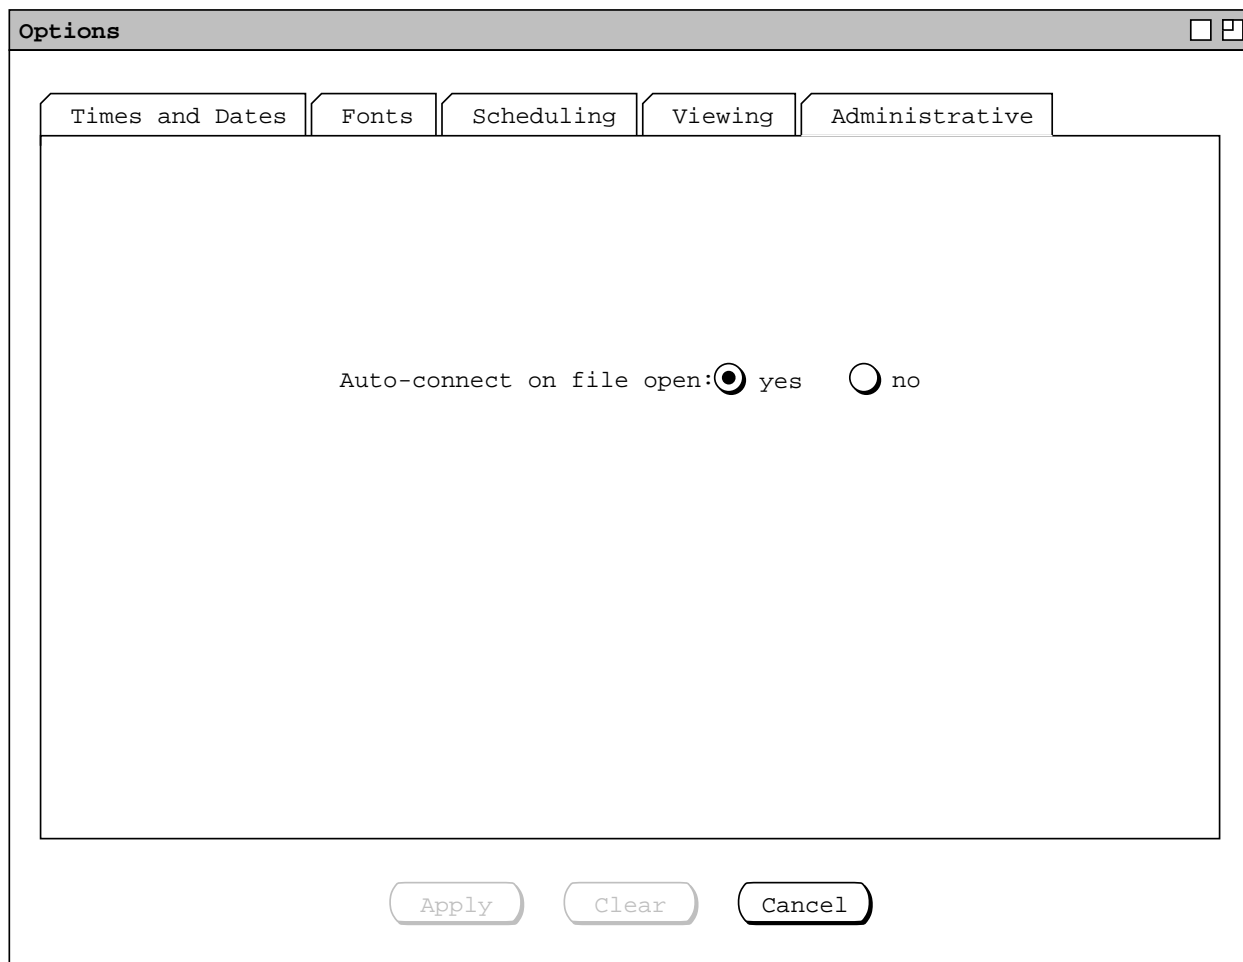 Options
Times and Dates Fonts Scheduling Viewing Administrative
Auto-connect on file open: yes no
Apply Clear Cancel